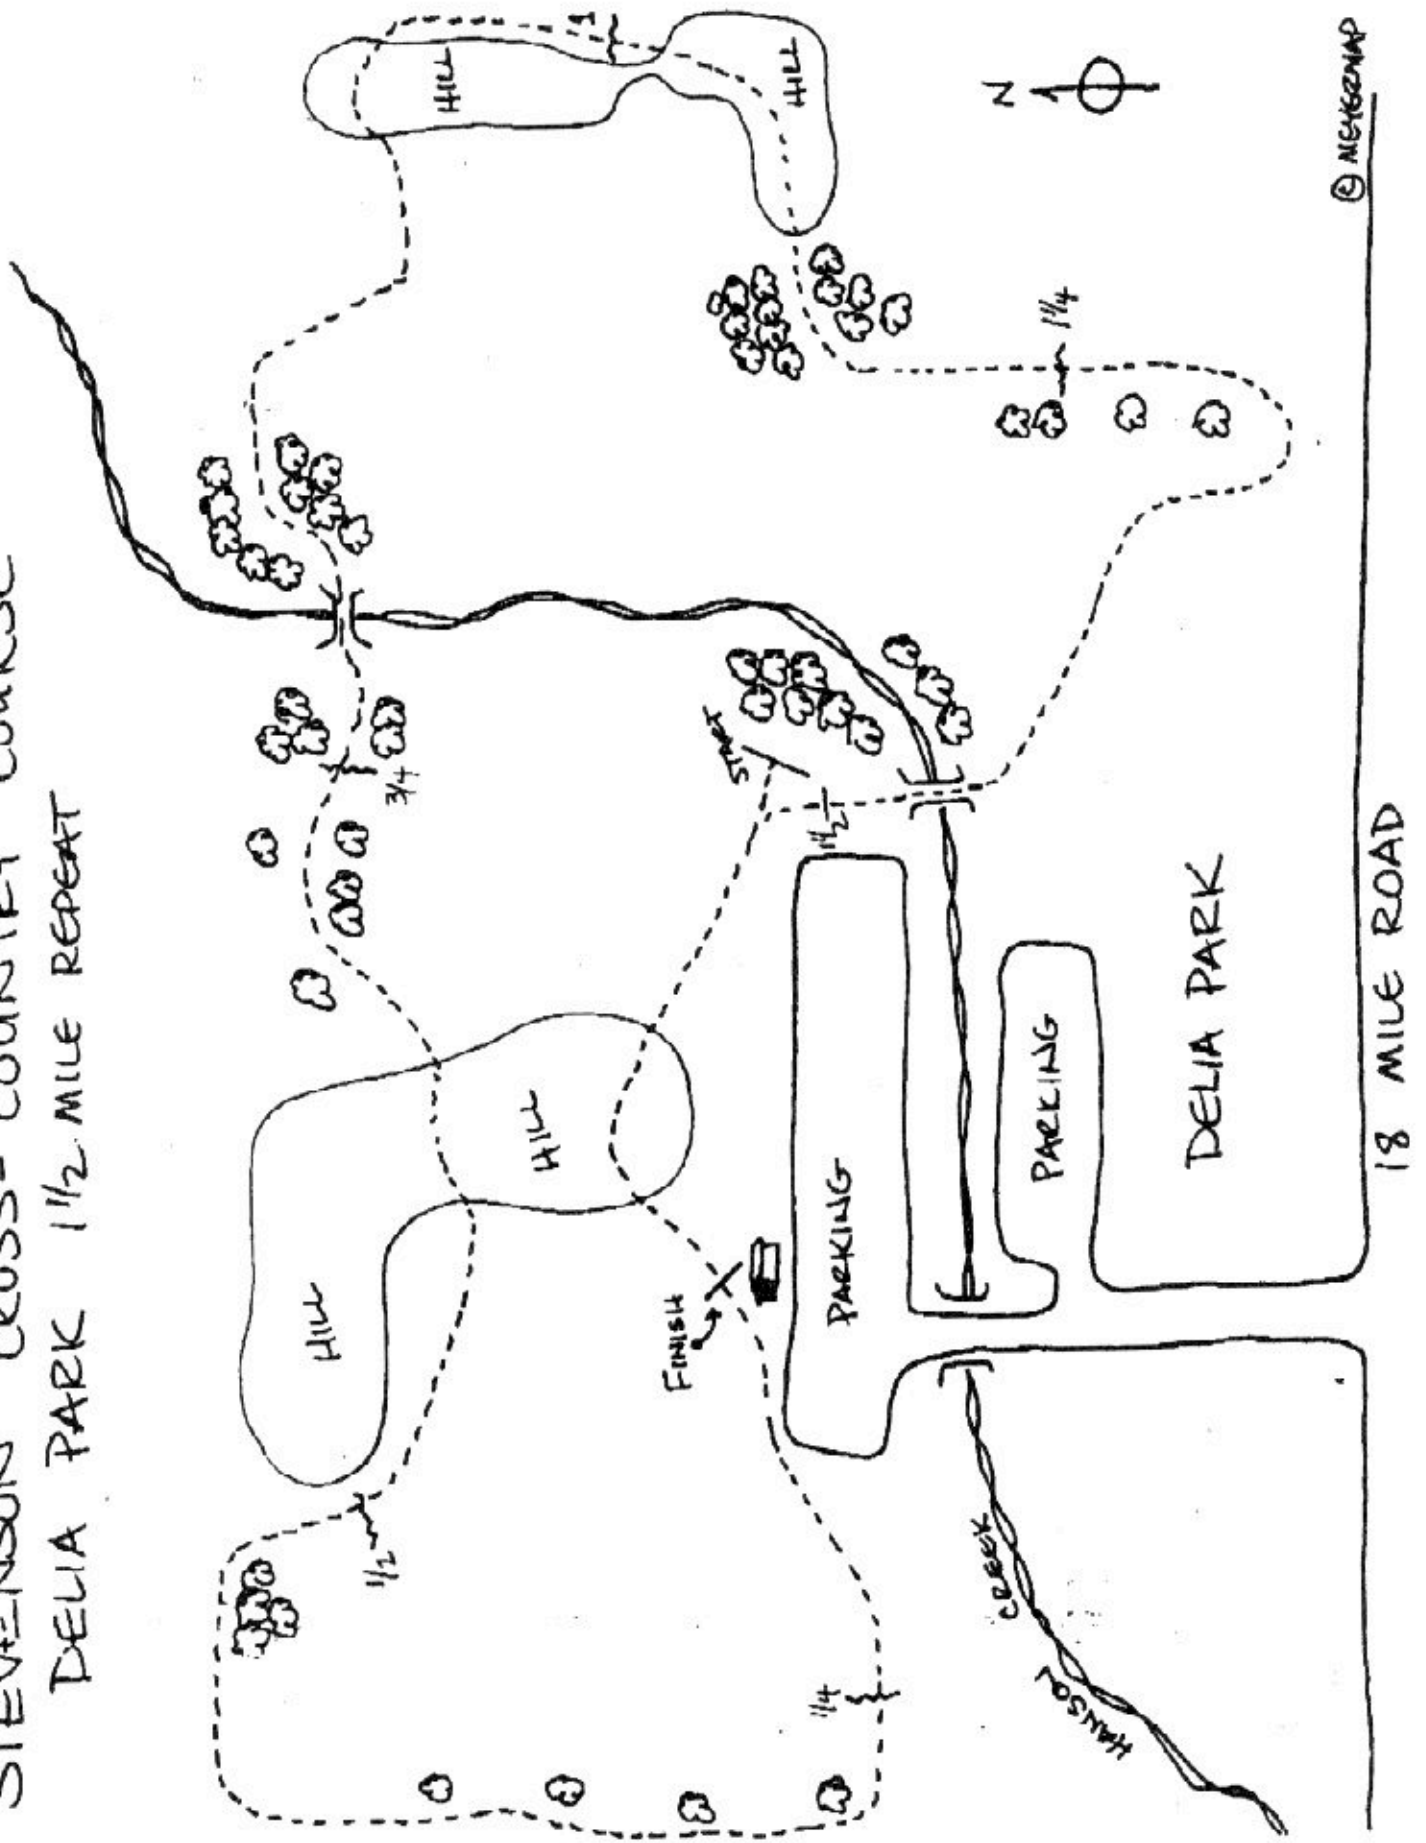 STEVENSON CROSS-COUNTRY COURSE
DELIA PARK 1 1/2 MILE REPEAT
HILL
HILL
HILL
HILL
1
3/4
1/2
START
1 1/2
1 1/4
N
FINISH
1/4
PARKING
PARKING
DELIA PARK
HANSON CREEK
18 MILE ROAD